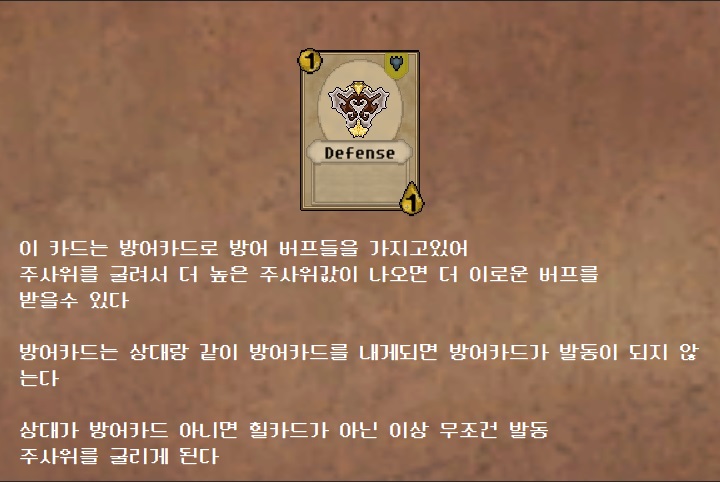 1
Defense
1
이 카드는 방어카드로 방어 버프들을 가지고있어
주사위를 굴려서 더 높은 주사위값이 나오면 더 이로운 버프를
받을수 있다
방어카드는 상대랑 같이 방어카드를 내게되면 방어카드가 발동이 되지 않
는다
상대가 방어카드 아니면 힐카드가 아닌 이상 무조건 발동
주사위를 굴리게 된다